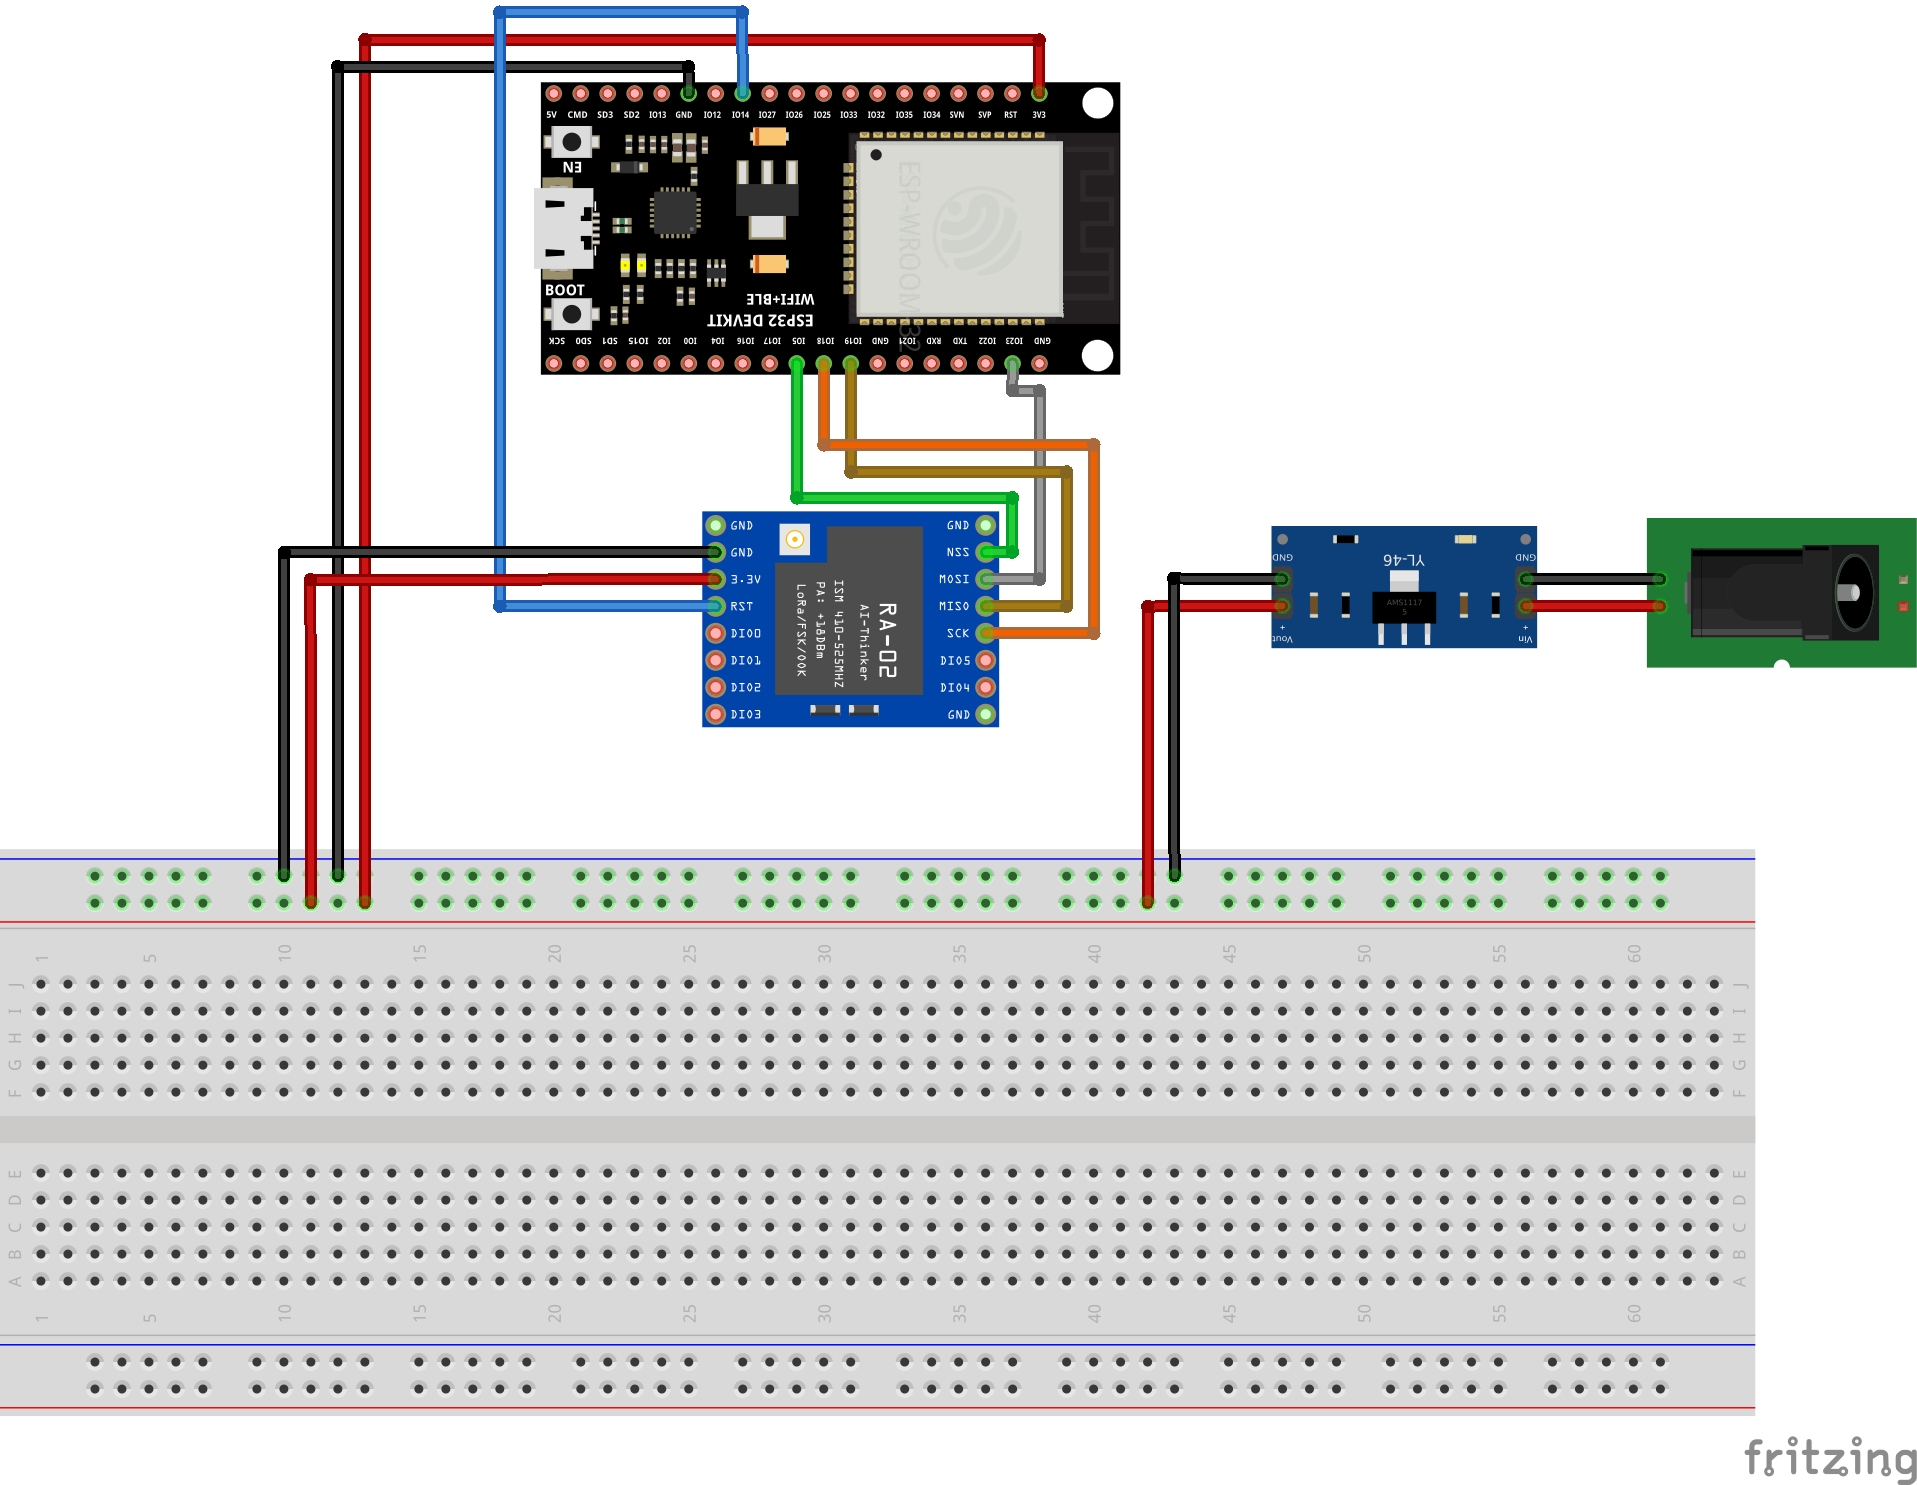 5V CMD SD3 SD2 IO13 GND IO12 IO14 IO27 IO26 IO25 IO33 IO32 IO35 IO34 SVN SVP RST 3V3
EN
BOOT
ESP-WROOM-32
WIFI+BLE
ESP32 DEVKIT
SCK SD0 SD1 IO15 IO2 IO0 IO4 IO16 IO17 IO5 IO18 IO19 GND IO21 RXD TXD IO22 IO23 GND
GND
GND
3.3V
RST
DIO0
DIO1
DIO2
DIO3
RA-02
AI-Thinker
ISM 410-525MHZ
PA: +18DBm
LoRa/FSK/OOK
GND
NSS
MOSI
MISO
SCK
DIO5
DIO4
GND
GND
GND
YL-46
AMS1117
5
+
Vout
+
Vin
1 5 10 15 20 25 30 35 40 45 50 55 60
J J
I I
H H
G G
F F
E E
D D
C C
B B
A A
1 5 10 15 20 25 30 35 40 45 50 55 60
fritzing